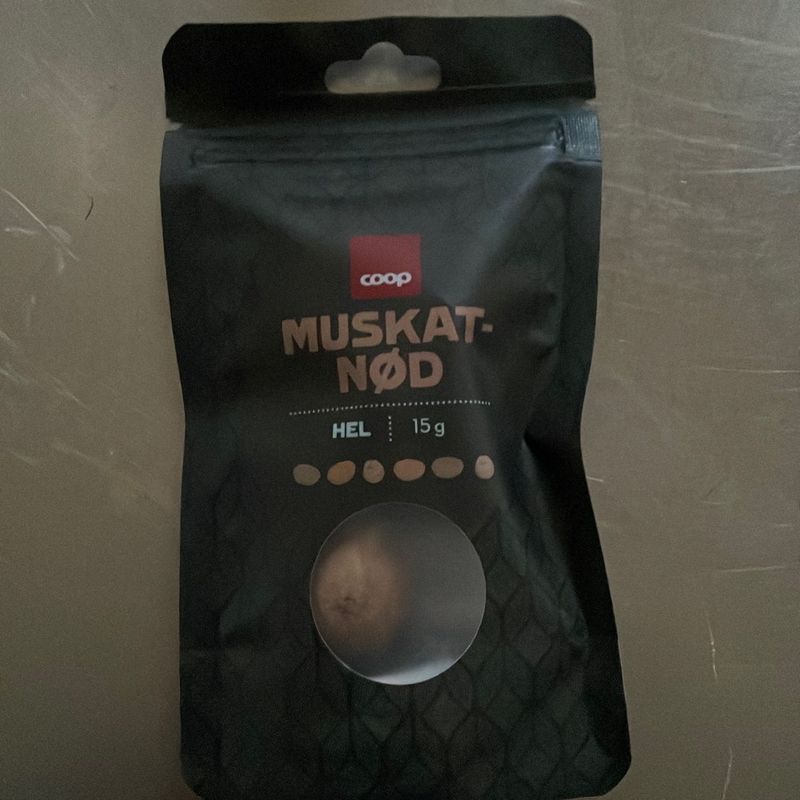 coop
MUSKAT-
NØD
HEL 15 g